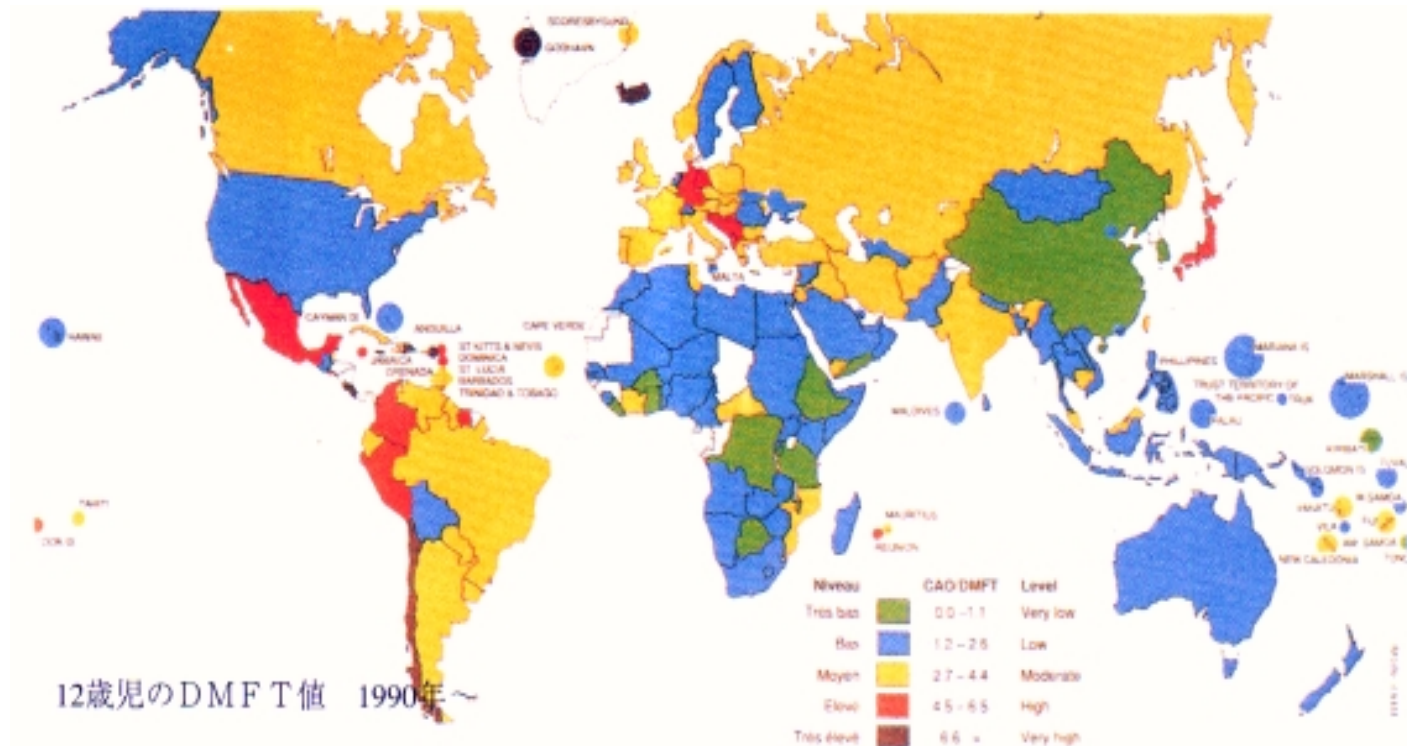 SCORESBYSUND
GODHAVN
MALTA
CAYMAN IS
ANGUILLA
CAPE VERDE
HAWAII
ST KITTS & NEVIS
JAMAICA
DOMINICA
GRENADA
ST LUCIA
BARBADOS
TRINIDAD & TOBAGO
PHILIPPINES
MARIANA IS
TRUST TERRITORY OF
THE PACIFIC
MARSHALL IS
MALDIVES
PALAU
KIRIBATI
SOLOMON IS
TAHITI
MAURITIUS
REUNION
NEW CALEDONIA
Niveau CAO/DMFT Level
Très bas 0.0 – 1.1 Very low
Bas 1.2 – 2.6 Low
Moyen 2.7 – 4.4 Moderate
Elevé 4.5 – 6.5 High
Très élevé 6.6 + Very high
12歳児のDMFT値 1990年~